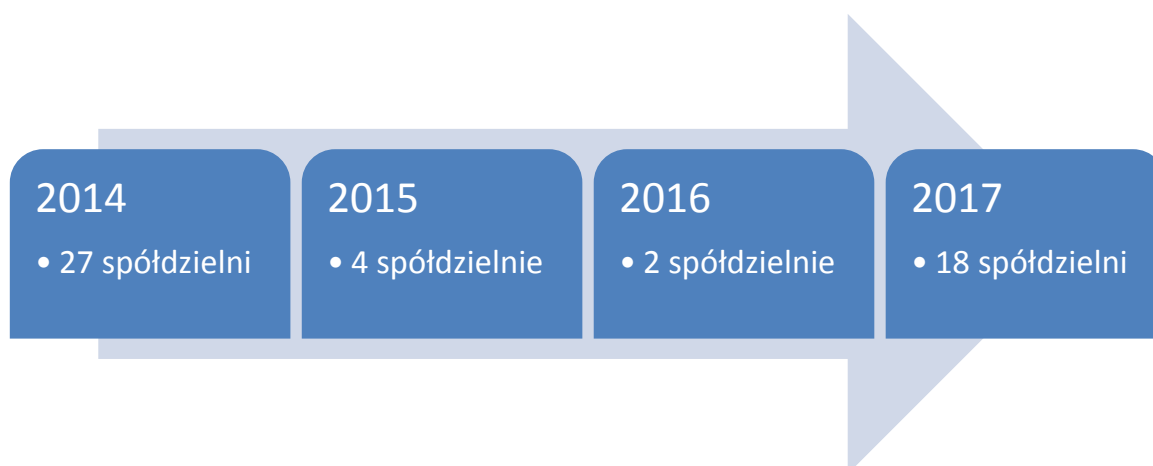 2014
• 27 spółdzielni
2015
• 4 spółdzielnie
2016
• 2 spółdzielnie
2017
• 18 spółdzielni